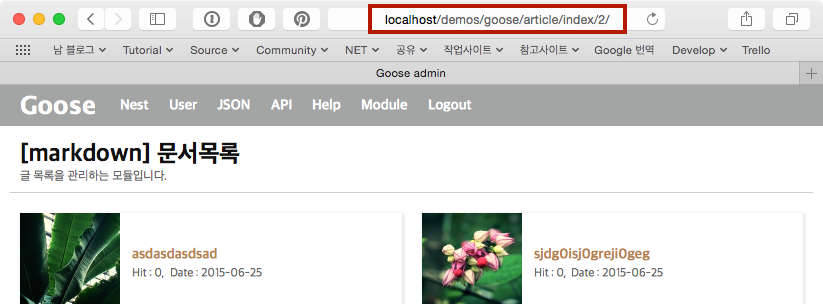 localhost/demos/goose/article/index/2/
남 블로그 Tutorial Source Community NET 공유 작업사이트 참고사이트 Google 번역 Develop Trello
Goose admin
Goose Nest User JSON API Help Module Logout
[markdown] 문서목록
글 목록을 관리하는 모듈입니다.
asdasdasdsad
Hit : 0, Date : 2015-06-25
sjdg0isj0greji0geg
Hit : 0, Date : 2015-06-25